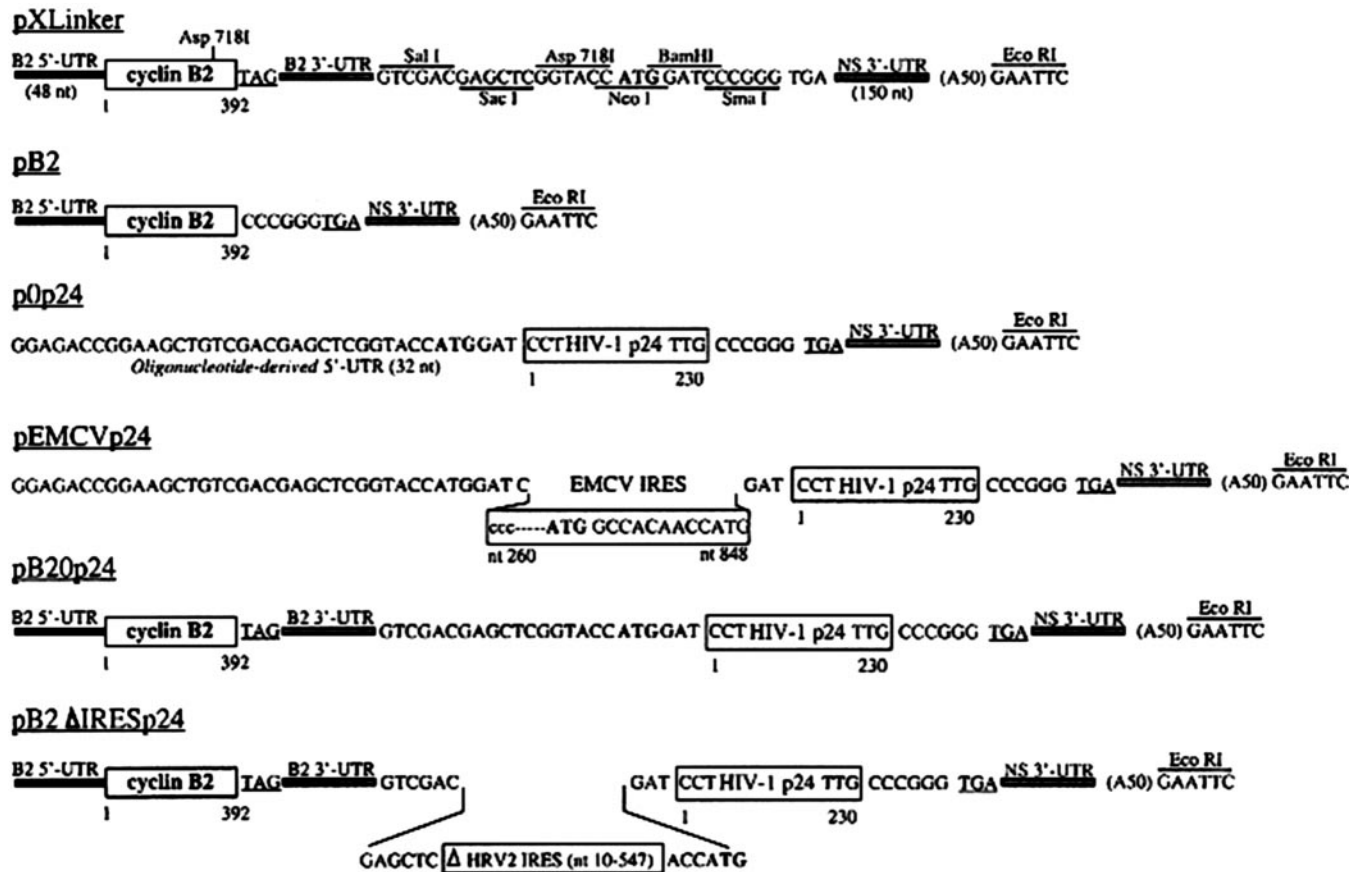 pXLinker
Asp 718I
B2 5'-UTR cyclin B2 TAG B2 3'-UTR Sal I Asp 718I BamHI NS 3'-UTR Eco RI
GTCGACGAGCTCGGTACCATGGATCCCGGG TGA (A50) GAATTC
(48 nt) Sac I Nco I Sma I (150 nt)
1 392
pB2
B2 5'-UTR cyclin B2 CCCGGGTGA NS 3'-UTR (A50) Eco RI GAATTC
1 392
p0p24
GGAGACCGGAAGCTGTCGACGAGCTCGGTACCATGGAT CCT HIV-1 p24 TTG CCCGGG TGA NS 3'-UTR (A50) Eco RI GAATTC
Oligonucleotide-derived 5'-UTR (32 nt)
1 230
pEMCVp24
GGAGACCGGAAGCTGTCGACGAGCTCGGTACCATGGATC EMCV IRES GAT CCT HIV-1 p24 TTG CCCGGG TGA NS 3'-UTR (A50) Eco RI GAATTC
ccc-----ATG GCCACAACCATG
1 230
nt 260 nt 848
pB20p24
B2 5'-UTR cyclin B2 TAG B2 3'-UTR GTCGACGAGCTCGGTACCATGGAT CCT HIV-1 p24 TTG CCCGGG TGA NS 3'-UTR (A50) Eco RI GAATTC
1 392 1 230
pB2 ΔIRESp24
B2 5'-UTR cyclin B2 TAG B2 3'-UTR GTCGAC GAT CCT HIV-1 p24 TTG CCCGGG TGA NS 3'-UTR (A50) Eco RI GAATTC
1 392 1 230
GAGCTC Δ HRV2 IRES (nt 10-547) ACCATG